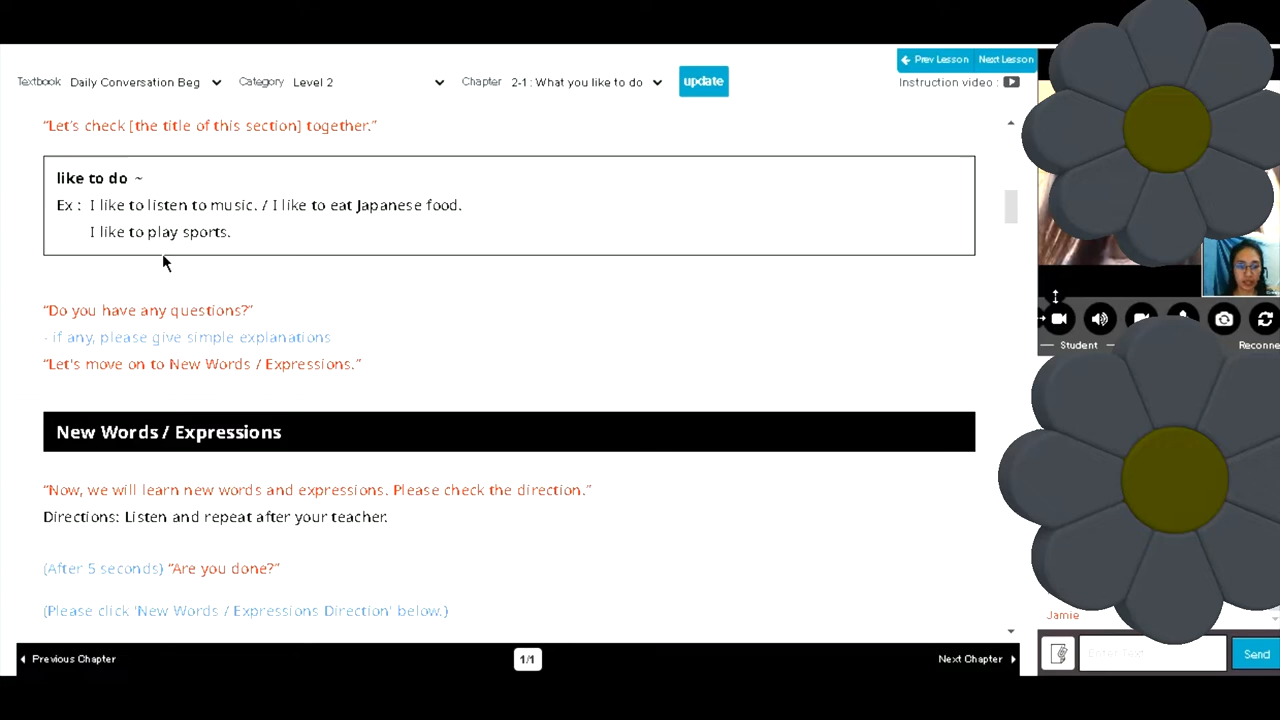 Prev Lesson Next Lesson
Textbook Daily Conversation Beg Category Level 2 Chapter 2-1: What you like to do update Instruction video :
“Let’s check [the title of this section] together.”
like to do ~
Ex : I like to listen to music. / I like to eat Japanese food.
I like to play sports.
“Do you have any questions?”
- if any, please give simple explanations
“Let's move on to New Words / Expressions.”
New Words / Expressions
“Now, we will learn new words and expressions. Please check the direction.”
Directions: Listen and repeat after your teacher.
(After 5 seconds) “Are you done?”
(Please click 'New Words / Expressions Direction' below.)
Previous Chapter 1/1 Next Chapter
Student Reconne
Jamie
Enter Text Send